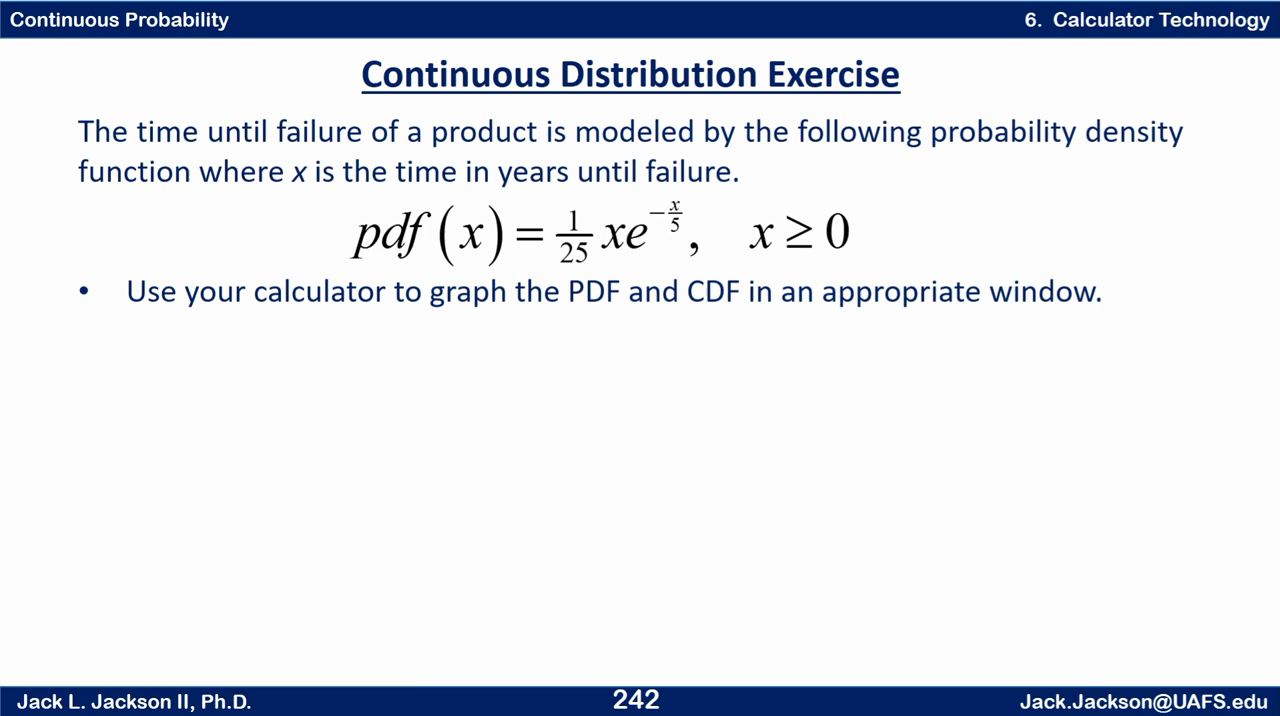 Continuous Probability
6. Calculator Technology
Continuous Distribution Exercise
The time until failure of a product is modeled by the following probability density
function where x is the time in years until failure.
pdf(x) = 1/25 xe^(-x/5), x ≥ 0
• Use your calculator to graph the PDF and CDF in an appropriate window.
Jack L. Jackson II, Ph.D.
242
Jack.Jackson@UAFS.edu